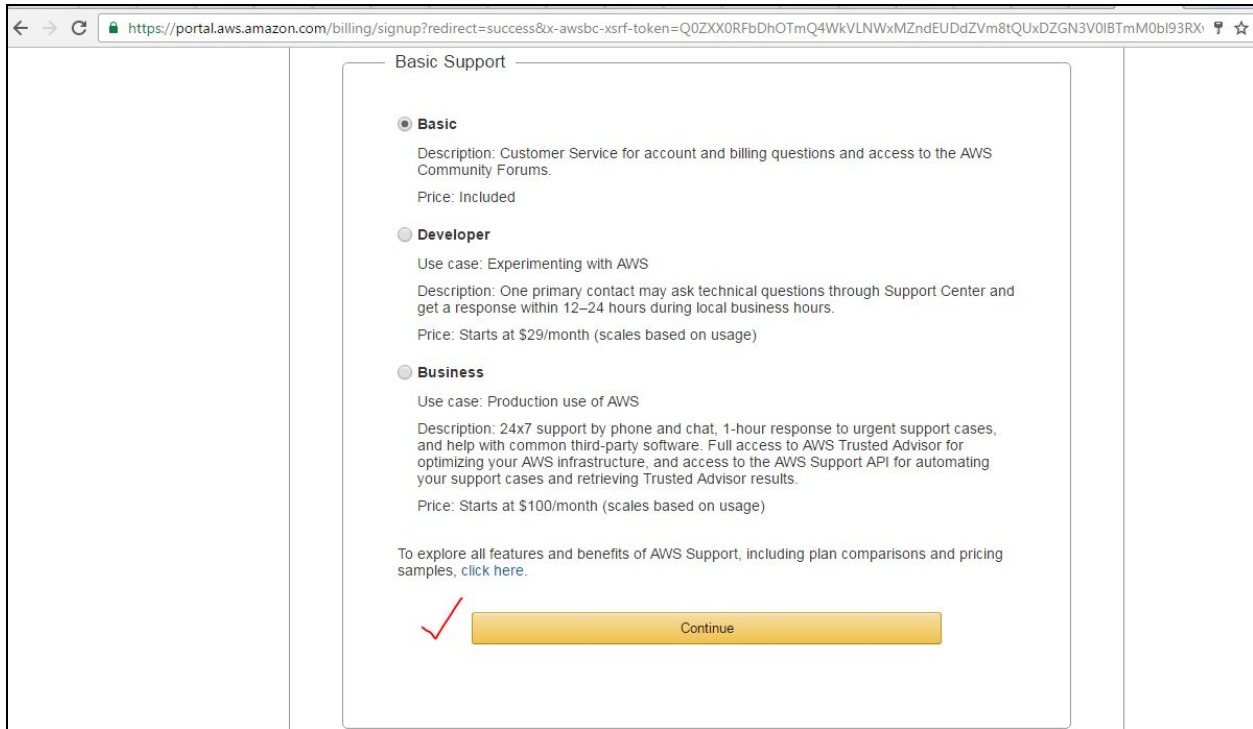 https://portal.aws.amazon.com/billing/signup?redirect=success&x-awsbc-xsrf-token=
Basic Support
Basic
Description: Customer Service for account and billing questions and access to the AWS
Community Forums.
Price: Included
Developer
Use case: Experimenting with AWS
Description: One primary contact may ask technical questions through Support Center and
get a response within 12–24 hours during local business hours.
Price: Starts at $29/month (scales based on usage)
Business
Use case: Production use of AWS
Description: 24x7 support by phone and chat, 1-hour response to urgent support cases,
and help with common third-party software. Full access to AWS Trusted Advisor for
optimizing your AWS infrastructure, and access to the AWS Support API for automating
your support cases and retrieving Trusted Advisor results.
Price: Starts at $100/month (scales based on usage)
To explore all features and benefits of AWS Support, including plan comparisons and pricing
samples, click here.
Continue